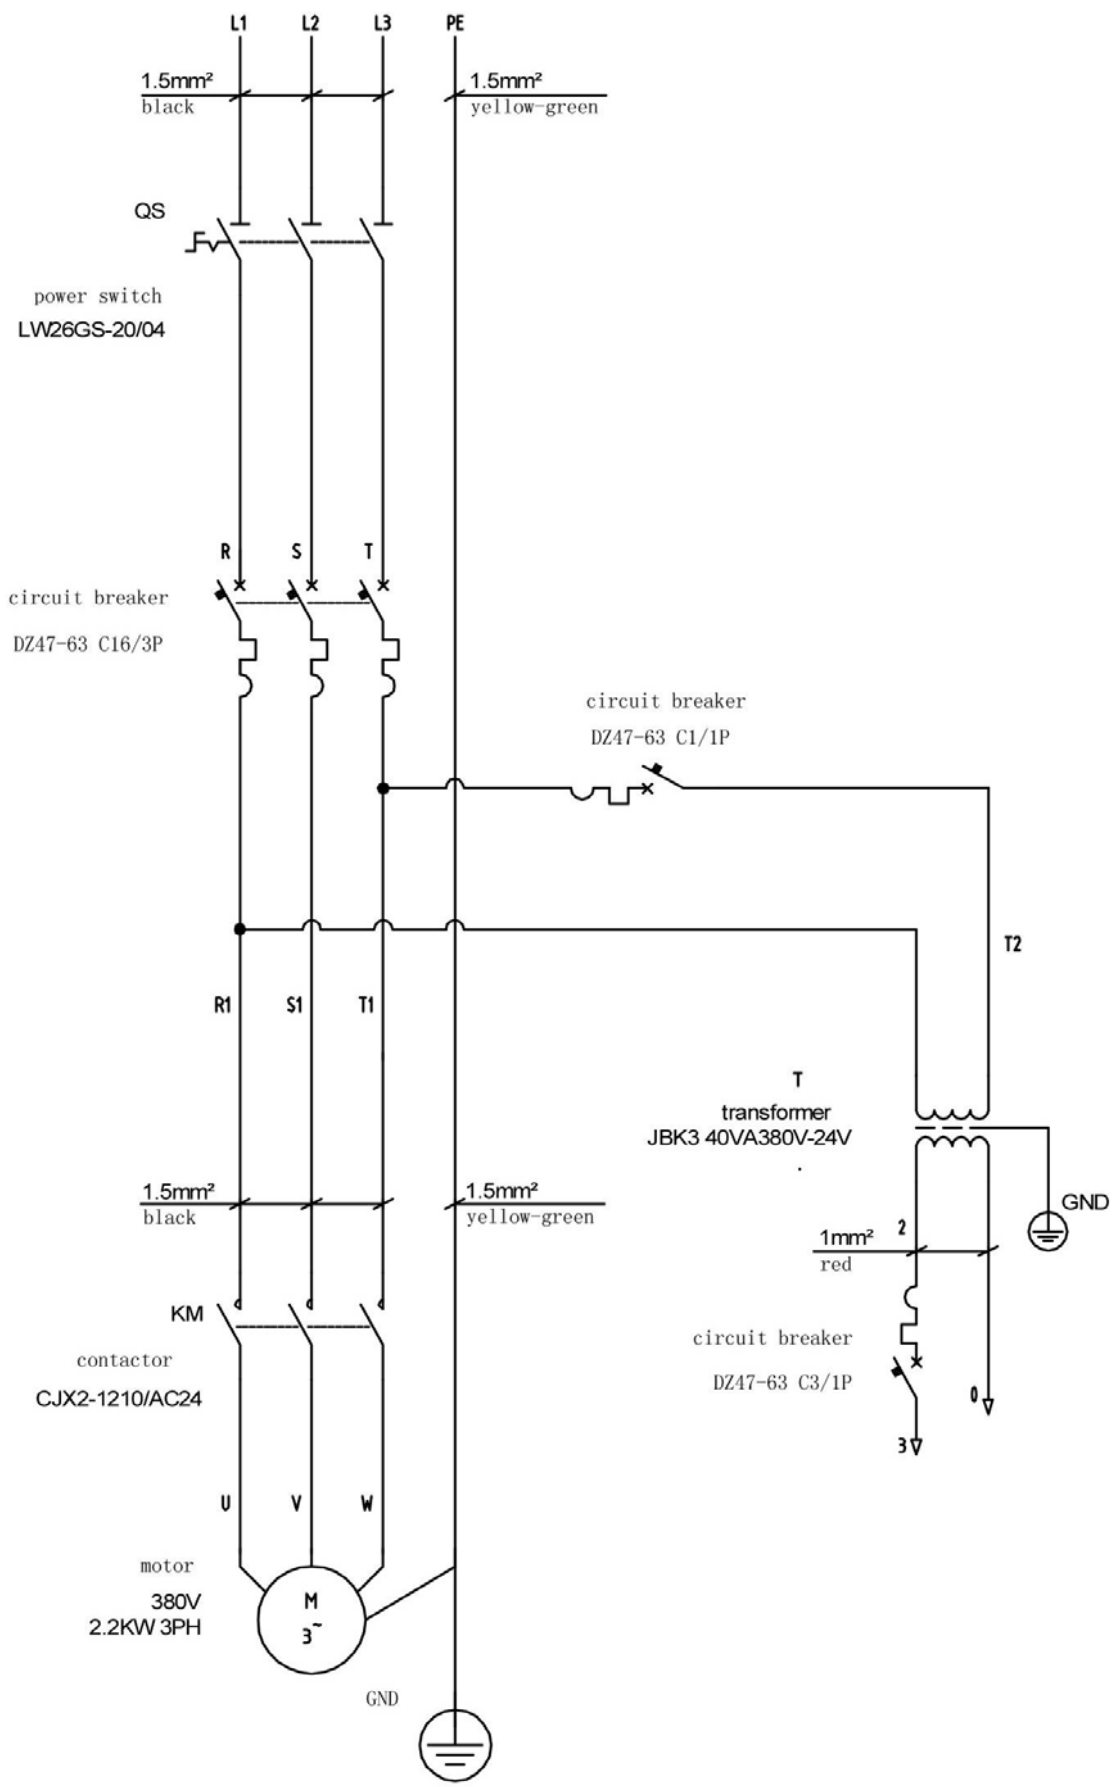 L1 L2 L3 PE
1.5mm² 1.5mm²
black yellow-green
QS
power switch
LW26GS-20/04
R S T
circuit breaker
DZ47-63 C16/3P
circuit breaker
DZ47-63 C1/1P
T2
R1 S1 T1
T
transformer
JBK3 40VA380V-24V
1.5mm² 1.5mm²
black yellow-green
GND
2
1mm²
red
KM
contactor
CJX2-1210/AC24
circuit breaker
DZ47-63 C3/1P
0
3
U V W
motor
380V
2.2KW 3PH
M
3~
GND